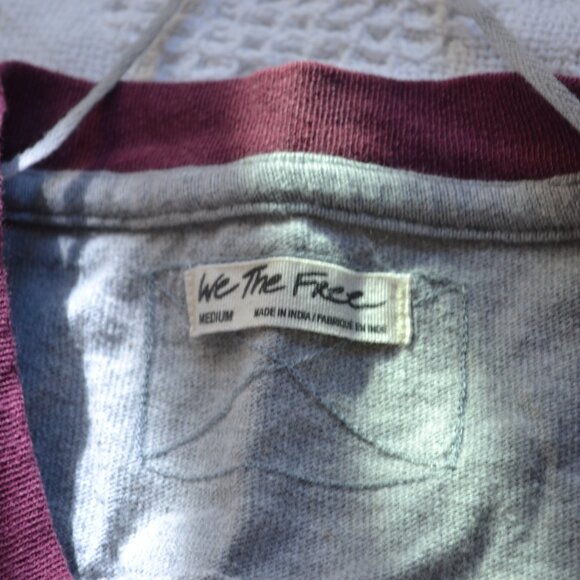 We The Free
MEDIUM MADE IN INDIA / FABRIQUÉ EN INDE